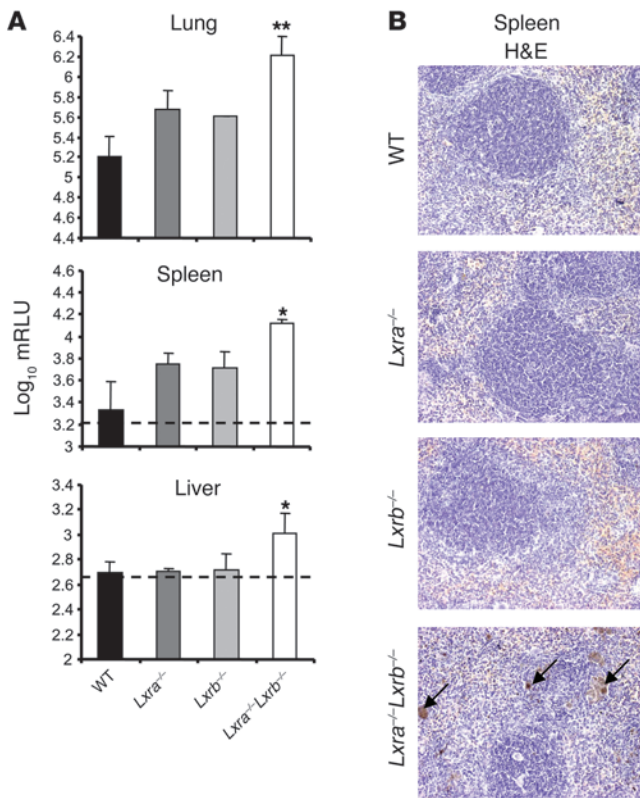 A
Lung
6.4
6.2
6
5.8
5.6
5.4
5.2
5
4.8
4.6
4.4
**
Spleen
4.6
4.4
4.2
4
3.8
3.6
3.4
3.2
3
*
Log10 mRLU
Liver
3.4
3.2
3
2.8
2.6
2.4
2.2
2
*
WT
Lxra–/–
Lxrb–/–
Lxra–/–Lxrb–/–
B
Spleen
H&E
WT
Lxra–/–
Lxrb–/–
Lxra–/–Lxrb–/–